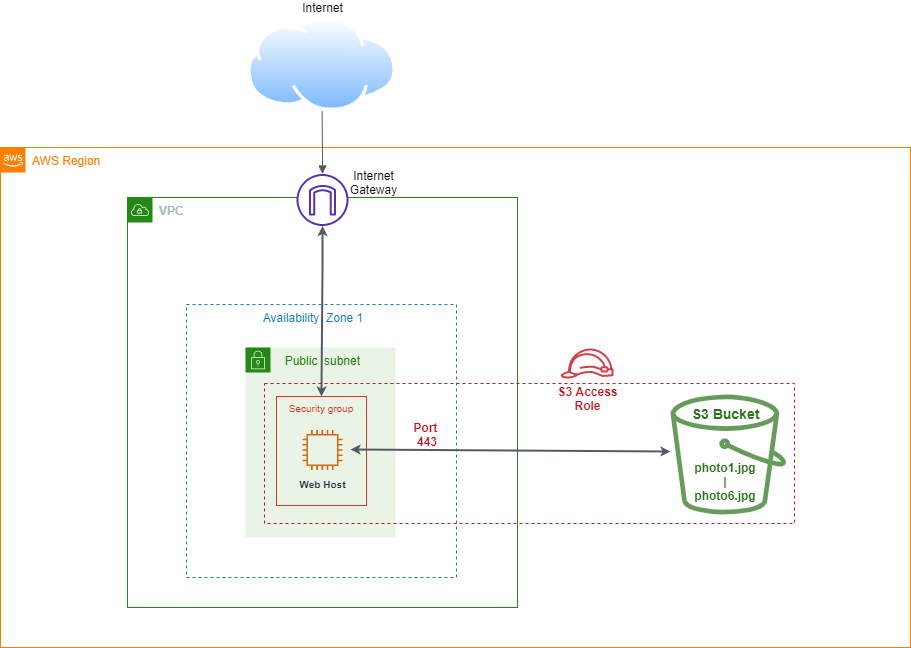 Internet
aws
AWS Region
Internet
Gateway
VPC
Availability Zone 1
Public subnet
S3 Access
Role
Security group
Web Host
Port
443
S3 Bucket
photo1.jpg
|
photo6.jpg